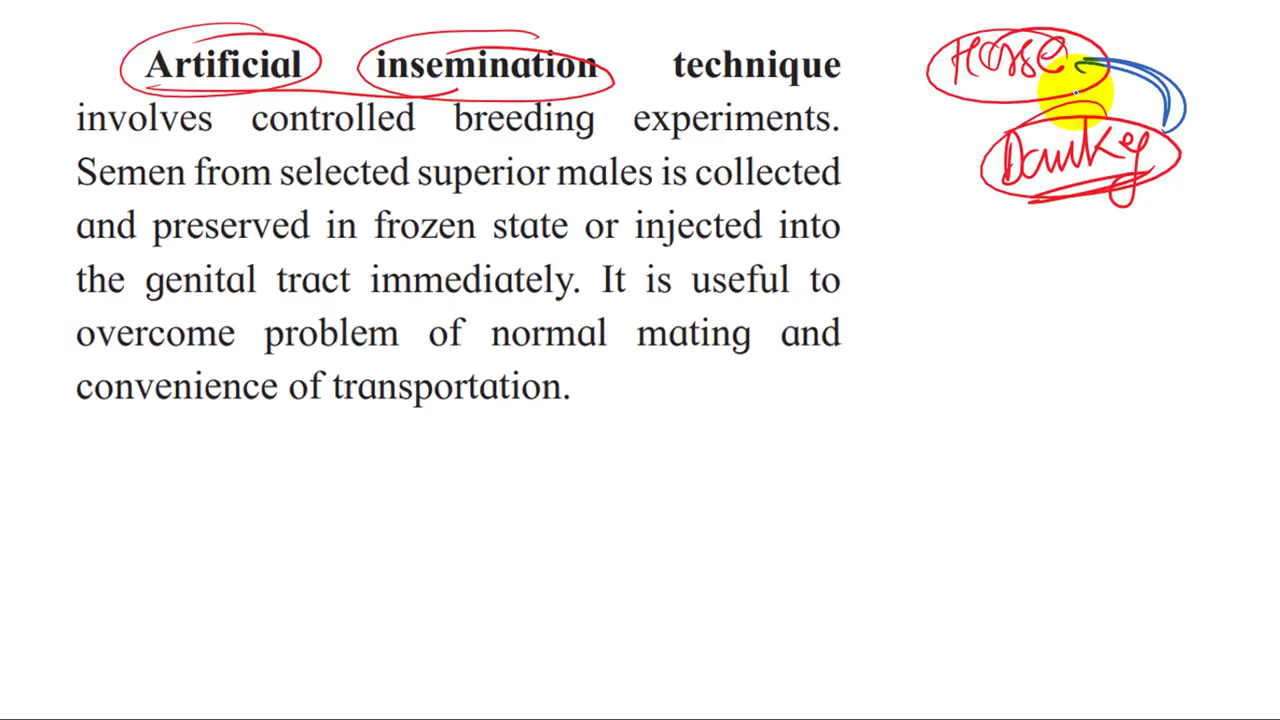 Artificial insemination technique
involves controlled breeding experiments.
Semen from selected superior males is collected
and preserved in frozen state or injected into
the genital tract immediately. It is useful to
overcome problem of normal mating and
convenience of transportation.
Horse
Donkey